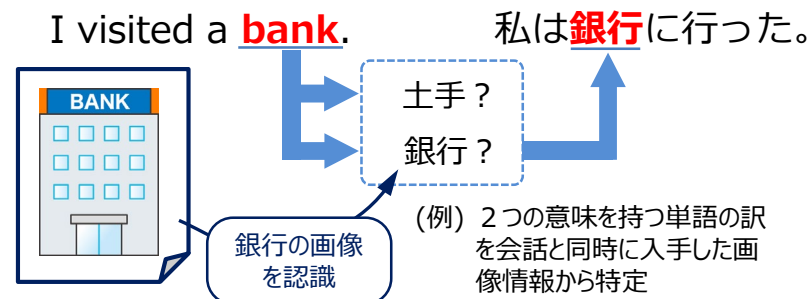 I visited a bank.
私は銀行に行った。
BANK
土手？
銀行？
銀行の画像
を認識
(例) ２つの意味を持つ単語の訳
を会話と同時に入手した画
像情報から特定